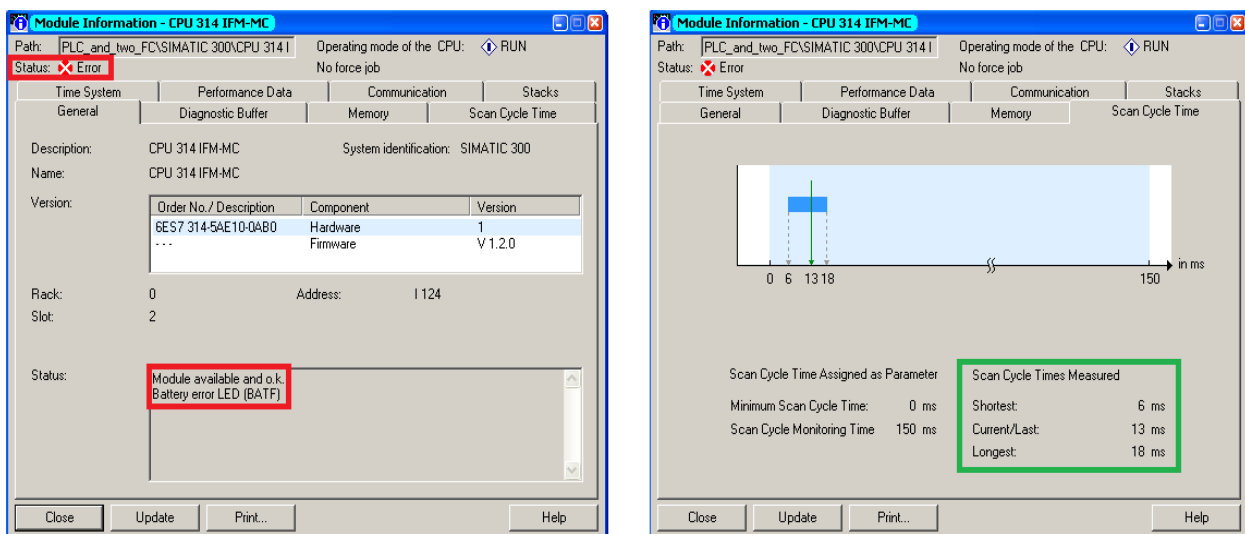 Module Information - CPU 314 IFM-MC
Path: PLC_and_two_FC\SIMATIC 300\CPU 314 I Operating mode of the CPU: RUN
Status: Error No force job
Time System Performance Data Communication Stacks
General Diagnostic Buffer Memory Scan Cycle Time
Description: CPU 314 IFM-MC System identification: SIMATIC 300
Name: CPU 314 IFM-MC
Version: Order No./ Description Component Version
6ES7 314-5AE10-0AB0 Hardware 1
- - - Firmware V 1.2.0
Rack: 0 Address: I 124
Slot: 2
Status: Module available and o.k.
Battery error LED (BATF)
Close Update Print... Help
Module Information - CPU 314 IFM-MC
Path: PLC_and_two_FC\SIMATIC 300\CPU 314 I Operating mode of the CPU: RUN
Status: Error No force job
Time System Performance Data Communication Stacks
General Diagnostic Buffer Memory Scan Cycle Time
in ms
0 6 13 18 150
Scan Cycle Time Assigned as Parameter Scan Cycle Times Measured
Minimum Scan Cycle Time: 0 ms Shortest: 6 ms
Scan Cycle Monitoring Time 150 ms Current/Last: 13 ms
Longest: 18 ms
Close Update Print... Help